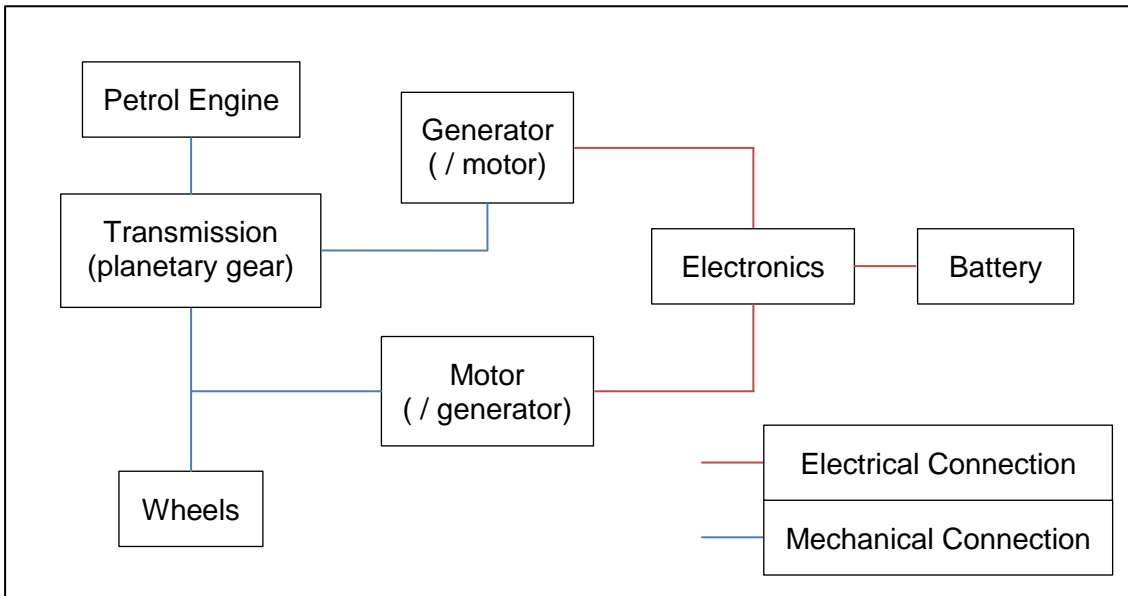 Petrol Engine
Generator
( / motor)
Transmission
(planetary gear)
Electronics
Battery
Motor
( / generator)
Wheels
Electrical Connection
Mechanical Connection